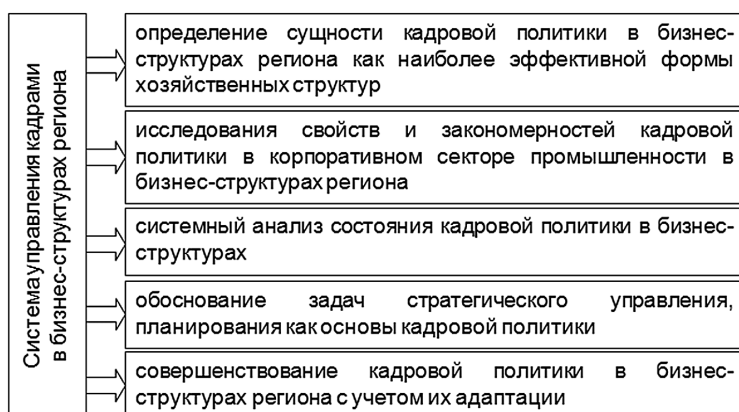 Система управления кадрами
в бизнес-структурах региона
определение сущности кадровой политики в бизнес-
структурах региона как наиболее эффективной формы
хозяйственных структур
исследования свойств и закономерностей кадровой
политики в корпоративном секторе промышленности в
бизнес-структурах региона
системный анализ состояния кадровой политики в бизнес-
структурах
обоснование задач стратегического управления,
планирования как основы кадровой политики
совершенствование кадровой политики в бизнес-
структурах региона с учетом их адаптации